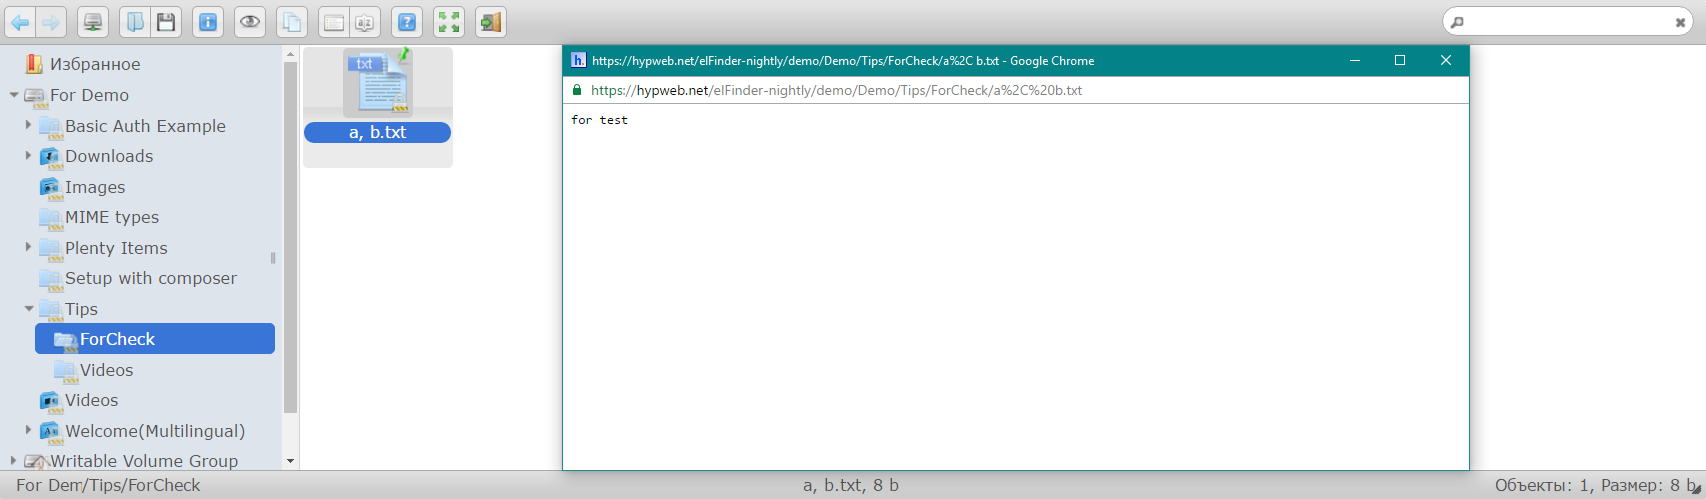 Избранное
For Demo
Basic Auth Example
Downloads
Images
MIME types
Plenty Items
Setup with composer
Tips
ForCheck
Videos
Videos
Welcome(Multilingual)
Writable Volume Group
txt
a, b.txt
h. https://hypweb.net/elFinder-nightly/demo/Demo/Tips/ForCheck/a%2C b.txt - Google Chrome
https://hypweb.net/elFinder-nightly/demo/Demo/Tips/ForCheck/a%2C%20b.txt
for test
For Dem/Tips/ForCheck
a, b.txt, 8 b
Объекты: 1, Размер: 8 b